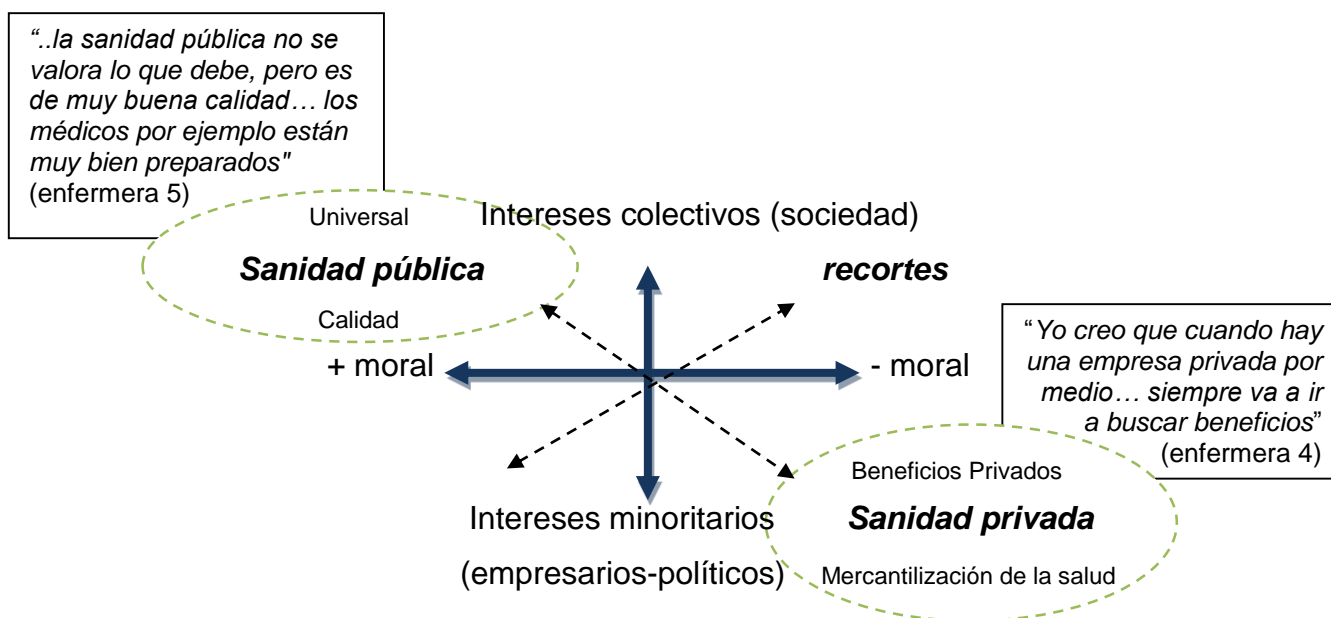 “..la sanidad pública no se
valora lo que debe, pero es
de muy buena calidad… los
médicos por ejemplo están
muy bien preparados"
(enfermera 5)
Universal
Intereses colectivos (sociedad)
Sanidad pública
recortes
Calidad
+ moral
- moral
“Yo creo que cuando hay
una empresa privada por
medio… siempre va a ir
a buscar beneficios”
(enfermera 4)
Beneficios Privados
Intereses minoritarios
Sanidad privada
(empresarios-políticos)
Mercantilización de la salud